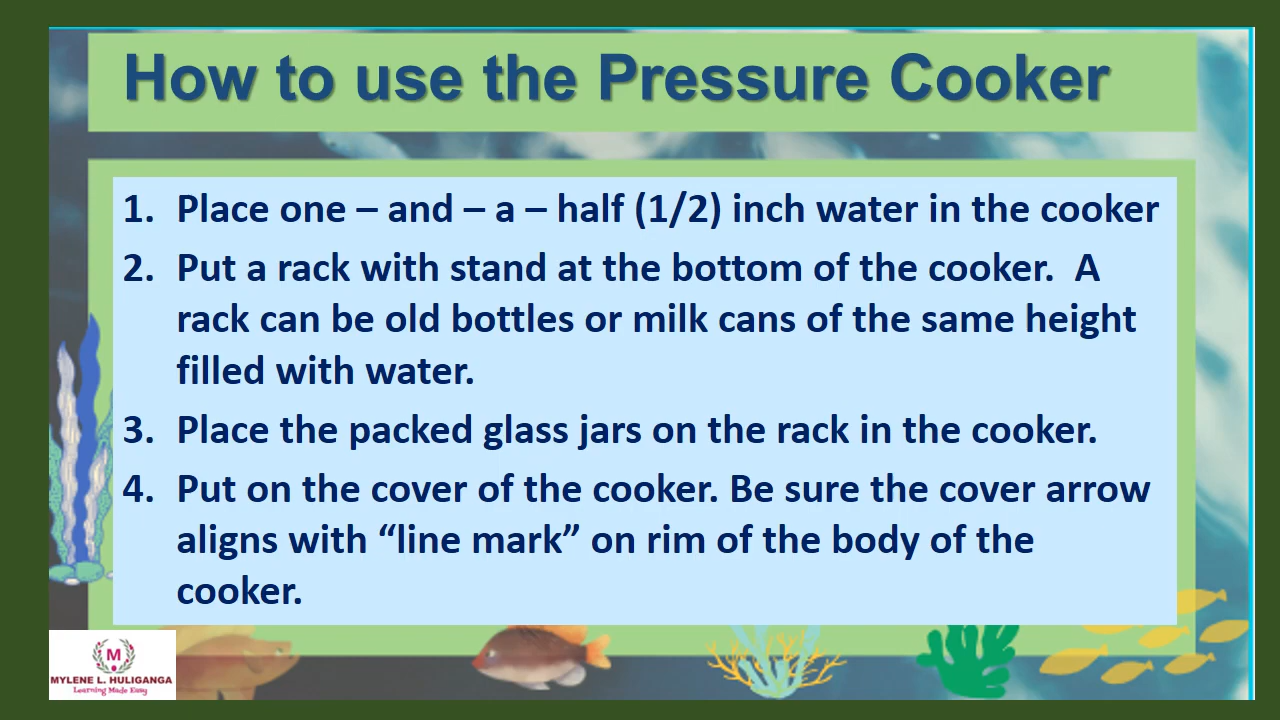 How to use the Pressure Cooker
1. Place one – and – a – half (1/2) inch water in the cooker
2. Put a rack with stand at the bottom of the cooker.  A
rack can be old bottles or milk cans of the same height
filled with water.
3. Place the packed glass jars on the rack in the cooker.
4. Put on the cover of the cooker. Be sure the cover arrow
aligns with “line mark” on rim of the body of the
cooker.
M
MYLENE L. HULIGANGA
Learning Made Easy